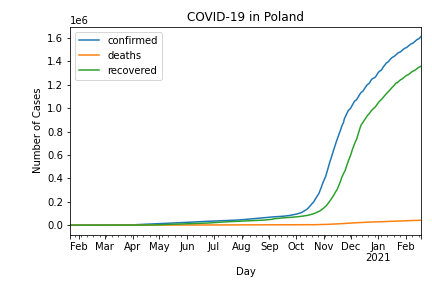 COVID-19 in Poland
1e6
confirmed
deaths
recovered
Number of Cases
1.6
1.4
1.2
1.0
0.8
0.6
0.4
0.2
0.0
Feb Mar Apr May Jun Jul Aug Sep Oct Nov Dec Jan Feb
2021
Day